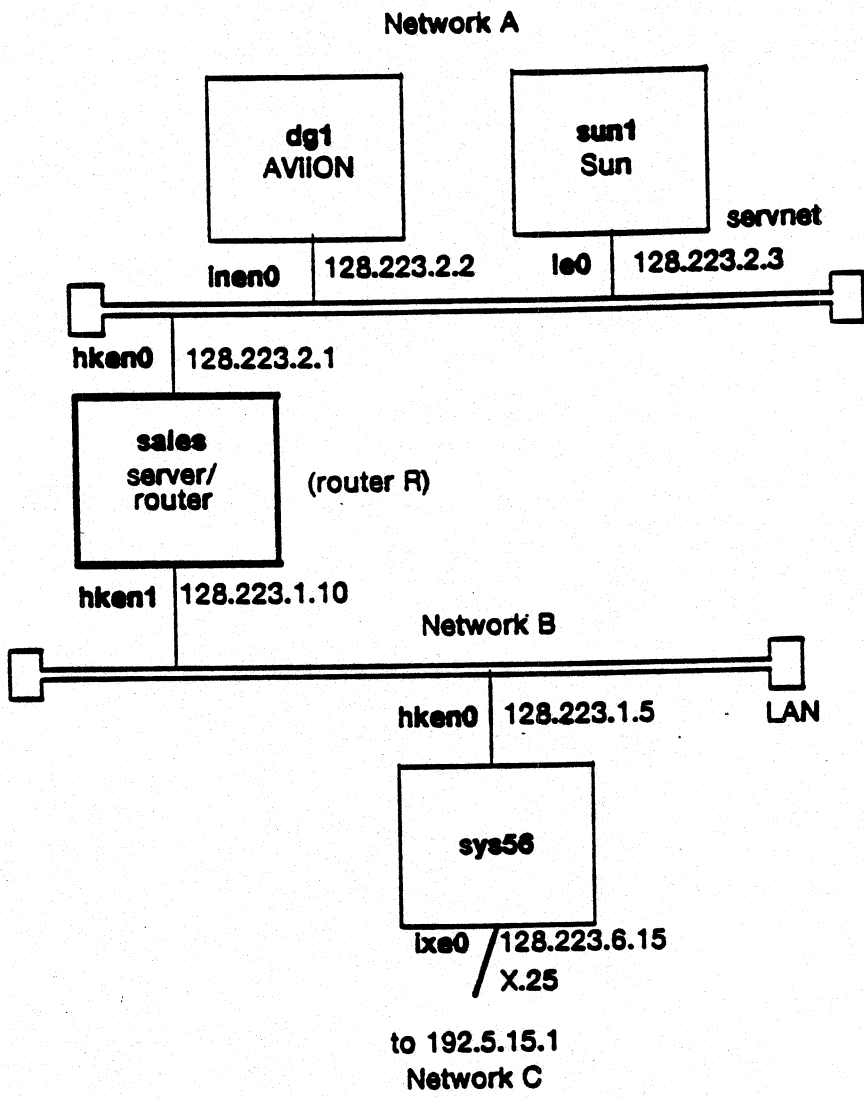 Network A
dg1
AViiON
sun1
Sun
servnet
inen0
128.223.2.2
le0
128.223.2.3
hken0
128.223.2.1
sales
server/
router
(router R)
hken1
128.223.1.10
Network B
hken0
128.223.1.5
LAN
sys56
ixe0
128.223.6.15
X.25
to 192.5.15.1
Network C